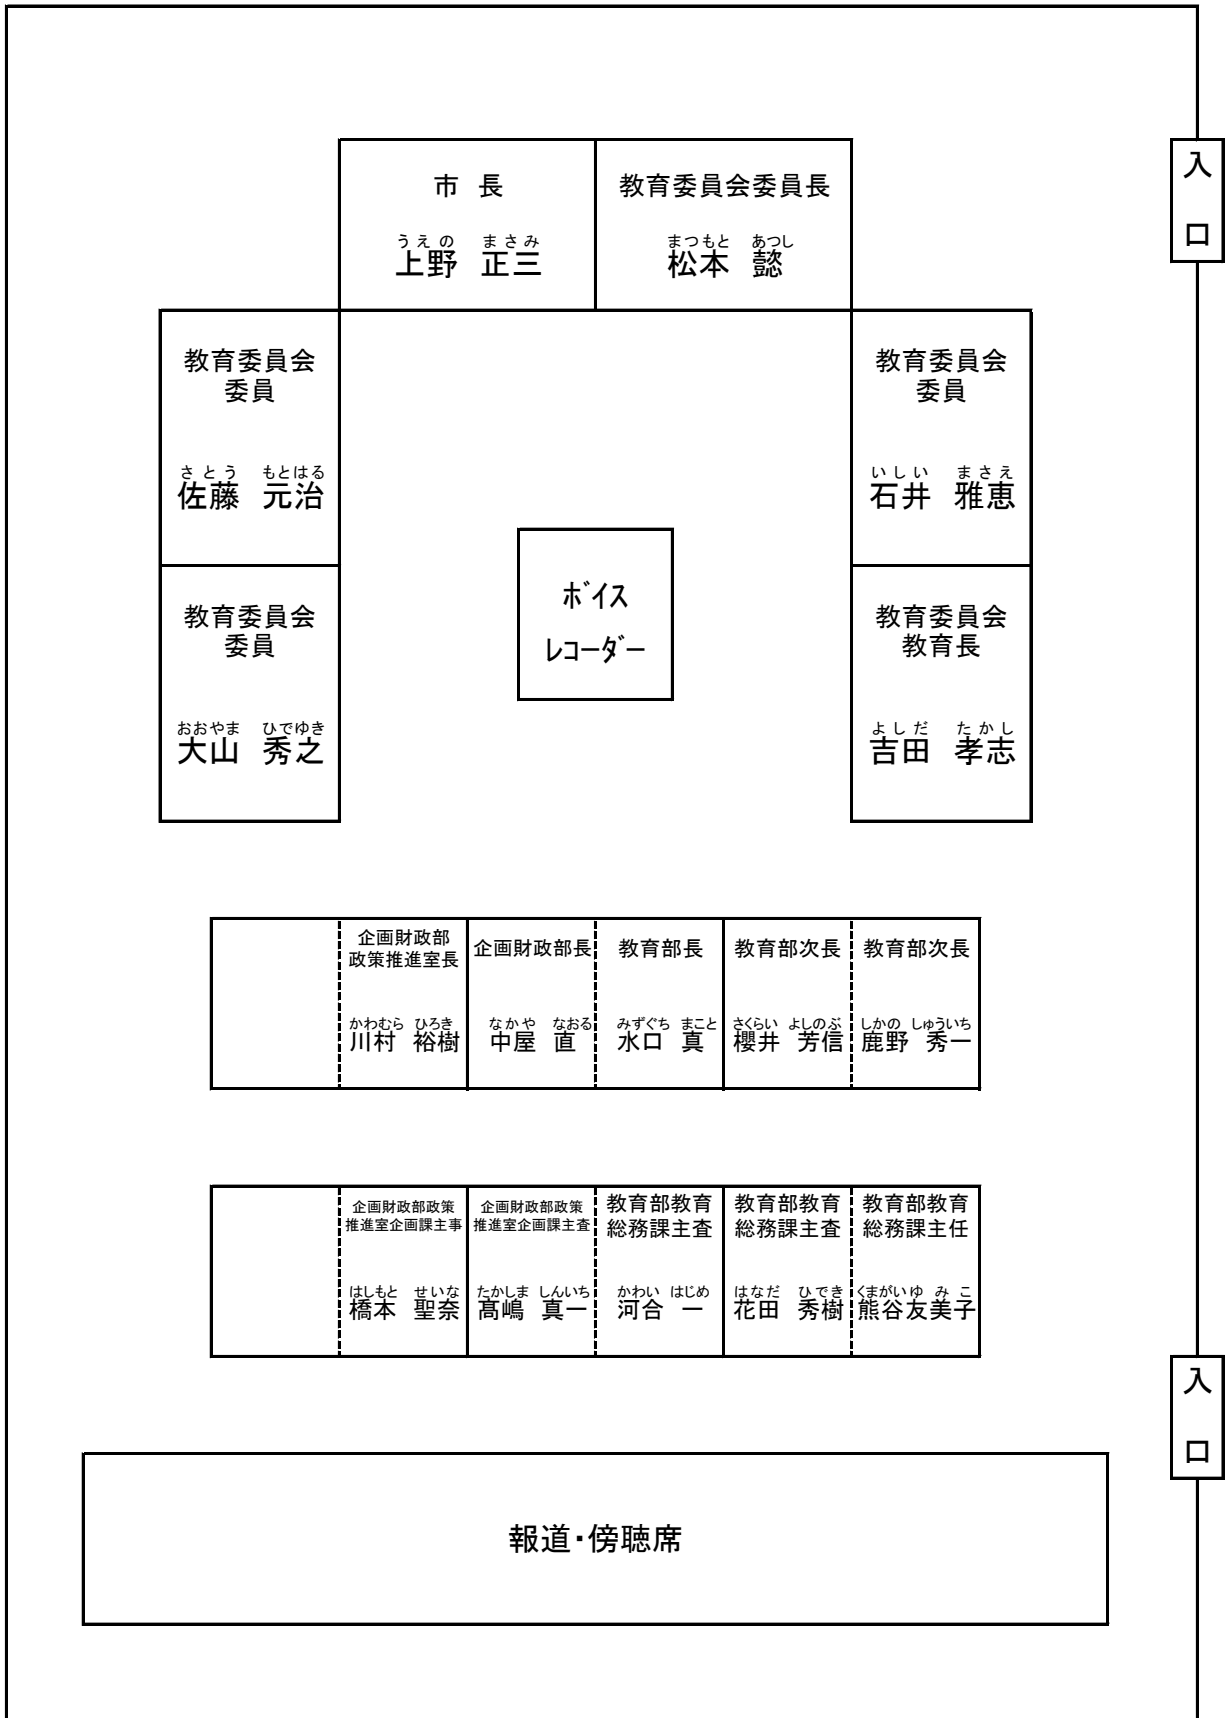 市 長
うえの まさみ
上野 正三
教育委員会委員長
まつもと あつし
松本 懿
入口
教育委員会
委員
さとう もとはる
佐藤 元治
教育委員会
委員
いしい まさえ
石井 雅恵
ボイス
レコーダー
教育委員会
委員
おおやま ひでゆき
大山 秀之
教育委員会
教育長
よしだ たかし
吉田 孝志
企画財政部
政策推進室長
かわむら ひろき
川村 裕樹
企画財政部長
なかや なおる
中屋 直
教育部長
みずぐち まこと
水口 真
教育部次長
さくらい よしのぶ
櫻井 芳信
教育部次長
しかの しゅういち
鹿野 秀一
企画財政部政策
推進室企画課主事
はしもと せいな
橋本 聖奈
企画財政部政策
推進室企画課主査
たかしま しんいち
髙嶋 真一
教育部教育
総務課主査
かわい はじめ
河合 一
教育部教育
総務課主査
はなだ ひでき
花田 秀樹
教育部教育
総務課主任
くまがいゆ み こ
熊谷友美子
入口
報道・傍聴席